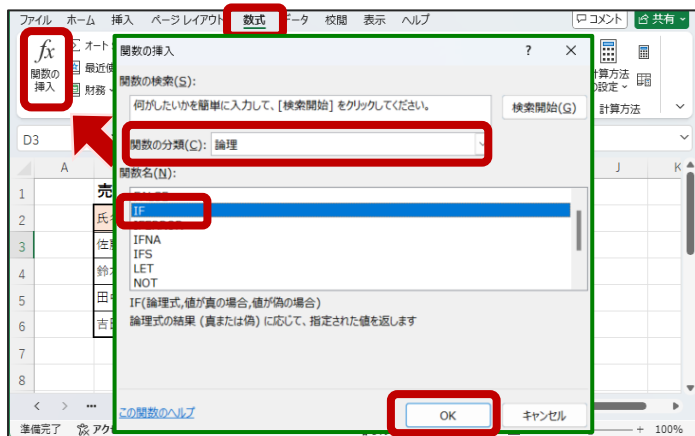 ファイル ホーム 挿入 ページレイアウト 数式 データ 校閲 表示 ヘルプ コメント 共有
fx
関数の
挿入
オート
最近使
財務
計算方法
の設定
計算方法
関数の挿入 ? ×
関数の検索(S):
何がしたいかを簡単に入力して、[検索開始] をクリックしてください。
検索開始(G)
関数の分類(C): 論理
関数名(N):
IF
IFERROR
IFNA
IFS
LET
NOT
IF(論理式,値が真の場合,値が偽の場合)
論理式の結果 (真または偽) に応じて、指定された値を返します
この関数のヘルプ
OK
キャンセル
D3
A J K
1 売
2 氏
3 佐
4 鈴
5 田
6 吉
7
8
準備完了 アク
100%